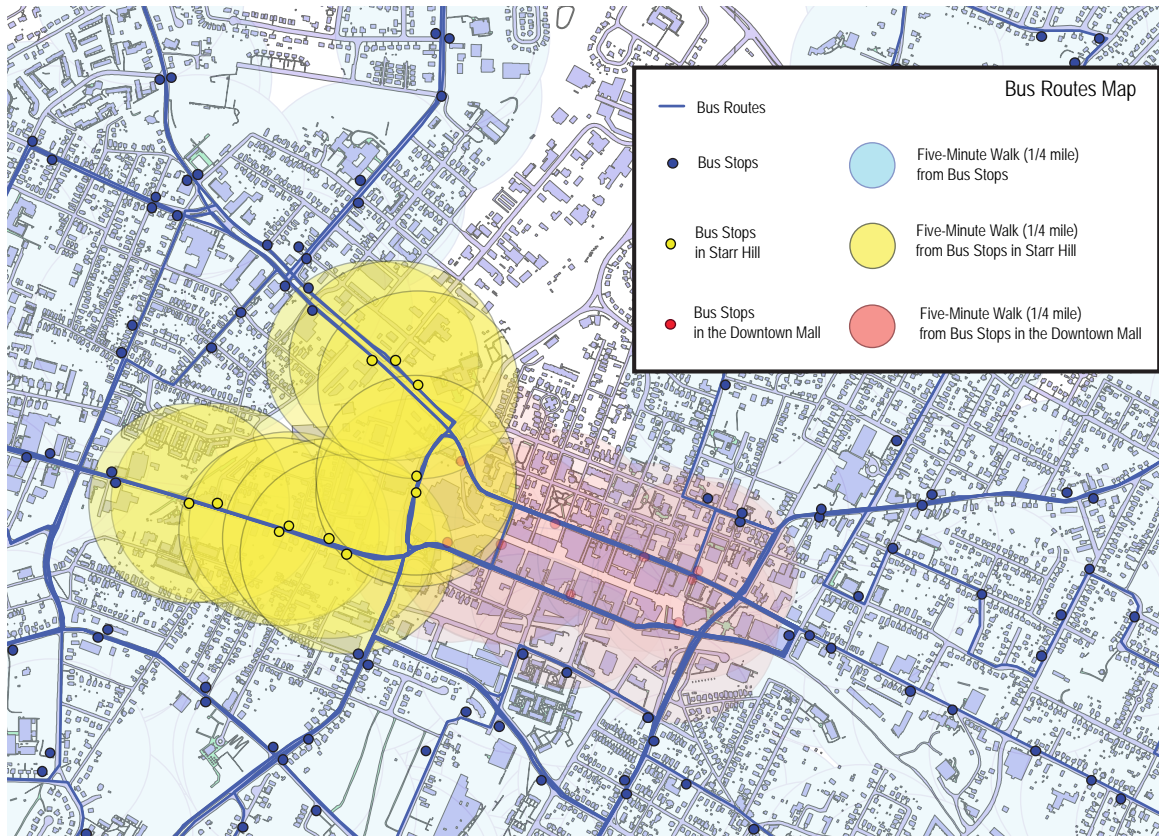 Bus Routes Map
Bus Routes
Bus Stops
Five-Minute Walk (1/4 mile)
from Bus Stops
Bus Stops
in Starr Hill
Five-Minute Walk (1/4 mile)
from Bus Stops in Starr Hill
Bus Stops
in the Downtown Mall
Five-Minute Walk (1/4 mile)
from Bus Stops in the Downtown Mall